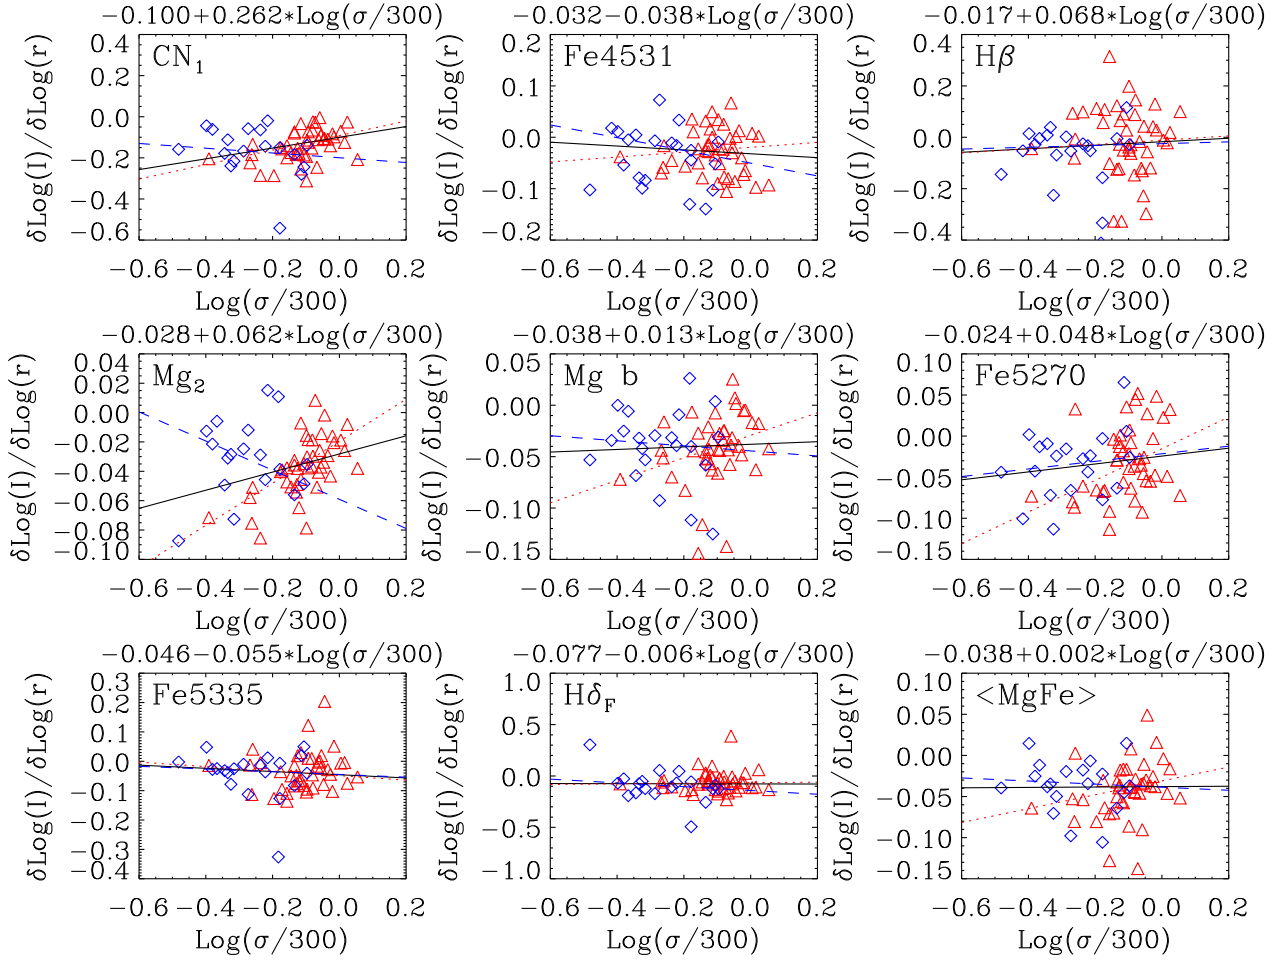 −0.100+0.262*Log(σ/300) −0.032−0.038*Log(σ/300) −0.017+0.068*Log(σ/300)
CN1 Fe4531 Hβ
0.4 0.2 0.0 −0.2 −0.4 −0.6
0.2 0.1 0.0 −0.1 −0.2
0.4 0.2 0.0 −0.2 −0.4
δLog(I)/δLog(r) δLog(I)/δLog(r) δLog(I)/δLog(r)
−0.6 −0.4 −0.2 0.0 0.2 −0.6 −0.4 −0.2 0.0 0.2 −0.6 −0.4 −0.2 0.0 0.2
Log(σ/300) Log(σ/300) Log(σ/300)
−0.028+0.062*Log(σ/300) −0.038+0.013*Log(σ/300) −0.024+0.048*Log(σ/300)
Mg2 Mg b Fe5270
0.04 0.02 0.00 −0.02 −0.04 −0.06 −0.08 −0.10
0.05 0.00 −0.05 −0.10 −0.15
0.10 0.05 0.00 −0.05 −0.10 −0.15
δLog(I)/δLog(r) δLog(I)/δLog(r) δLog(I)/δLog(r)
−0.6 −0.4 −0.2 0.0 0.2 −0.6 −0.4 −0.2 0.0 0.2 −0.6 −0.4 −0.2 0.0 0.2
Log(σ/300) Log(σ/300) Log(σ/300)
−0.046−0.055*Log(σ/300) −0.077−0.006*Log(σ/300) −0.038+0.002*Log(σ/300)
Fe5335 HδF <MgFe>
0.3 0.2 0.1 0.0 −0.1 −0.2 −0.3 −0.4
1.0 0.5 0.0 −0.5 −1.0
0.10 0.05 0.00 −0.05 −0.10 −0.15
δLog(I)/δLog(r) δLog(I)/δLog(r) δLog(I)/δLog(r)
−0.6 −0.4 −0.2 0.0 0.2 −0.6 −0.4 −0.2 0.0 0.2 −0.6 −0.4 −0.2 0.0 0.2
Log(σ/300) Log(σ/300) Log(σ/300)